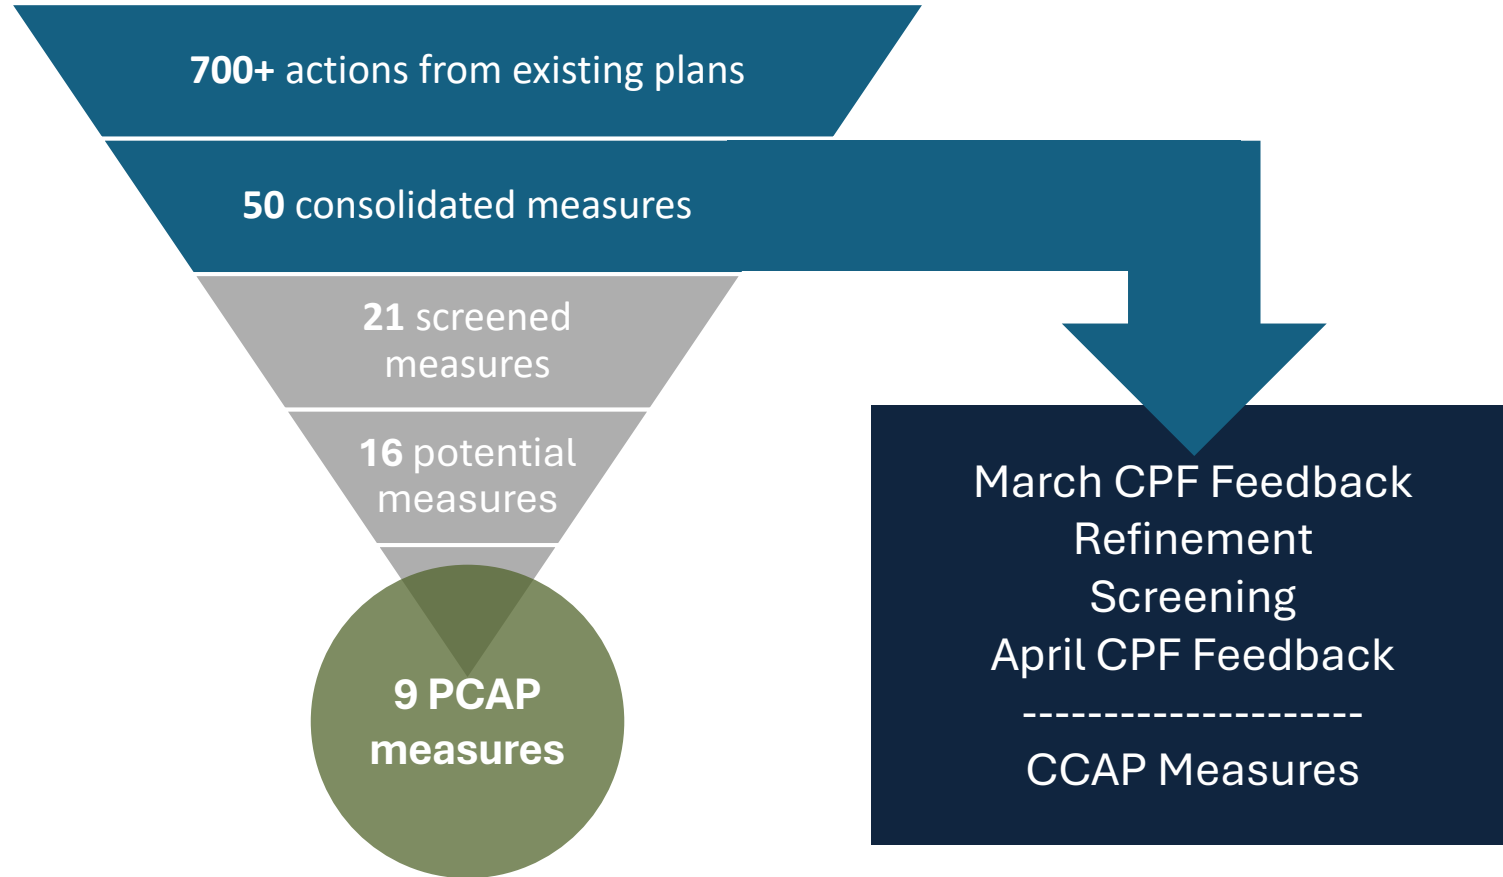 700+ actions from existing plans
50 consolidated measures
21 screened
measures
16 potential
measures
9 PCAP
measures
March CPF Feedback
Refinement
Screening
April CPF Feedback
---------------------
CCAP Measures